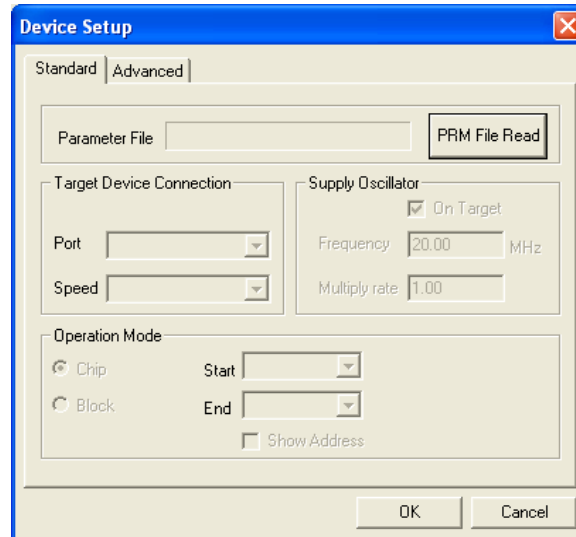 Device Setup
Standard Advanced
Parameter File PRM File Read
Target Device Connection
Port
Speed
Supply Oscillator
On Target
Frequency 20.00 MHz
Multiply rate 1.00
Operation Mode
Chip Start
Block End
Show Address
OK Cancel